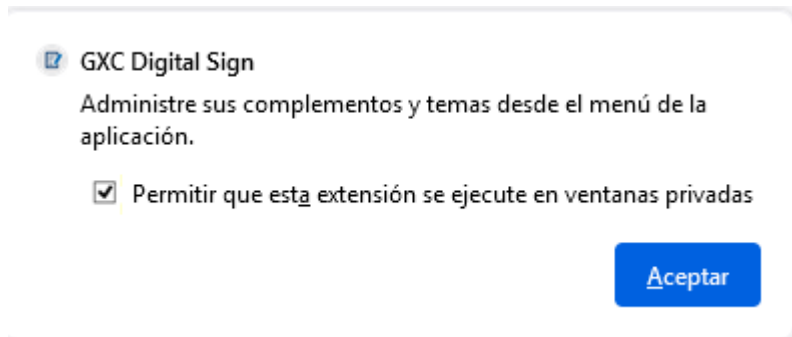 GXC Digital Sign
Administre sus complementos y temas desde el menú de la
aplicación.
Permitir que esta extensión se ejecute en ventanas privadas
Aceptar